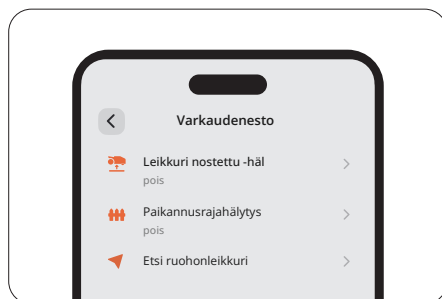 Varkaudenesto
Leikkuri nostettu -häl
pois
Paikannusrajahälytys
pois
Etsi ruohonleikkuri